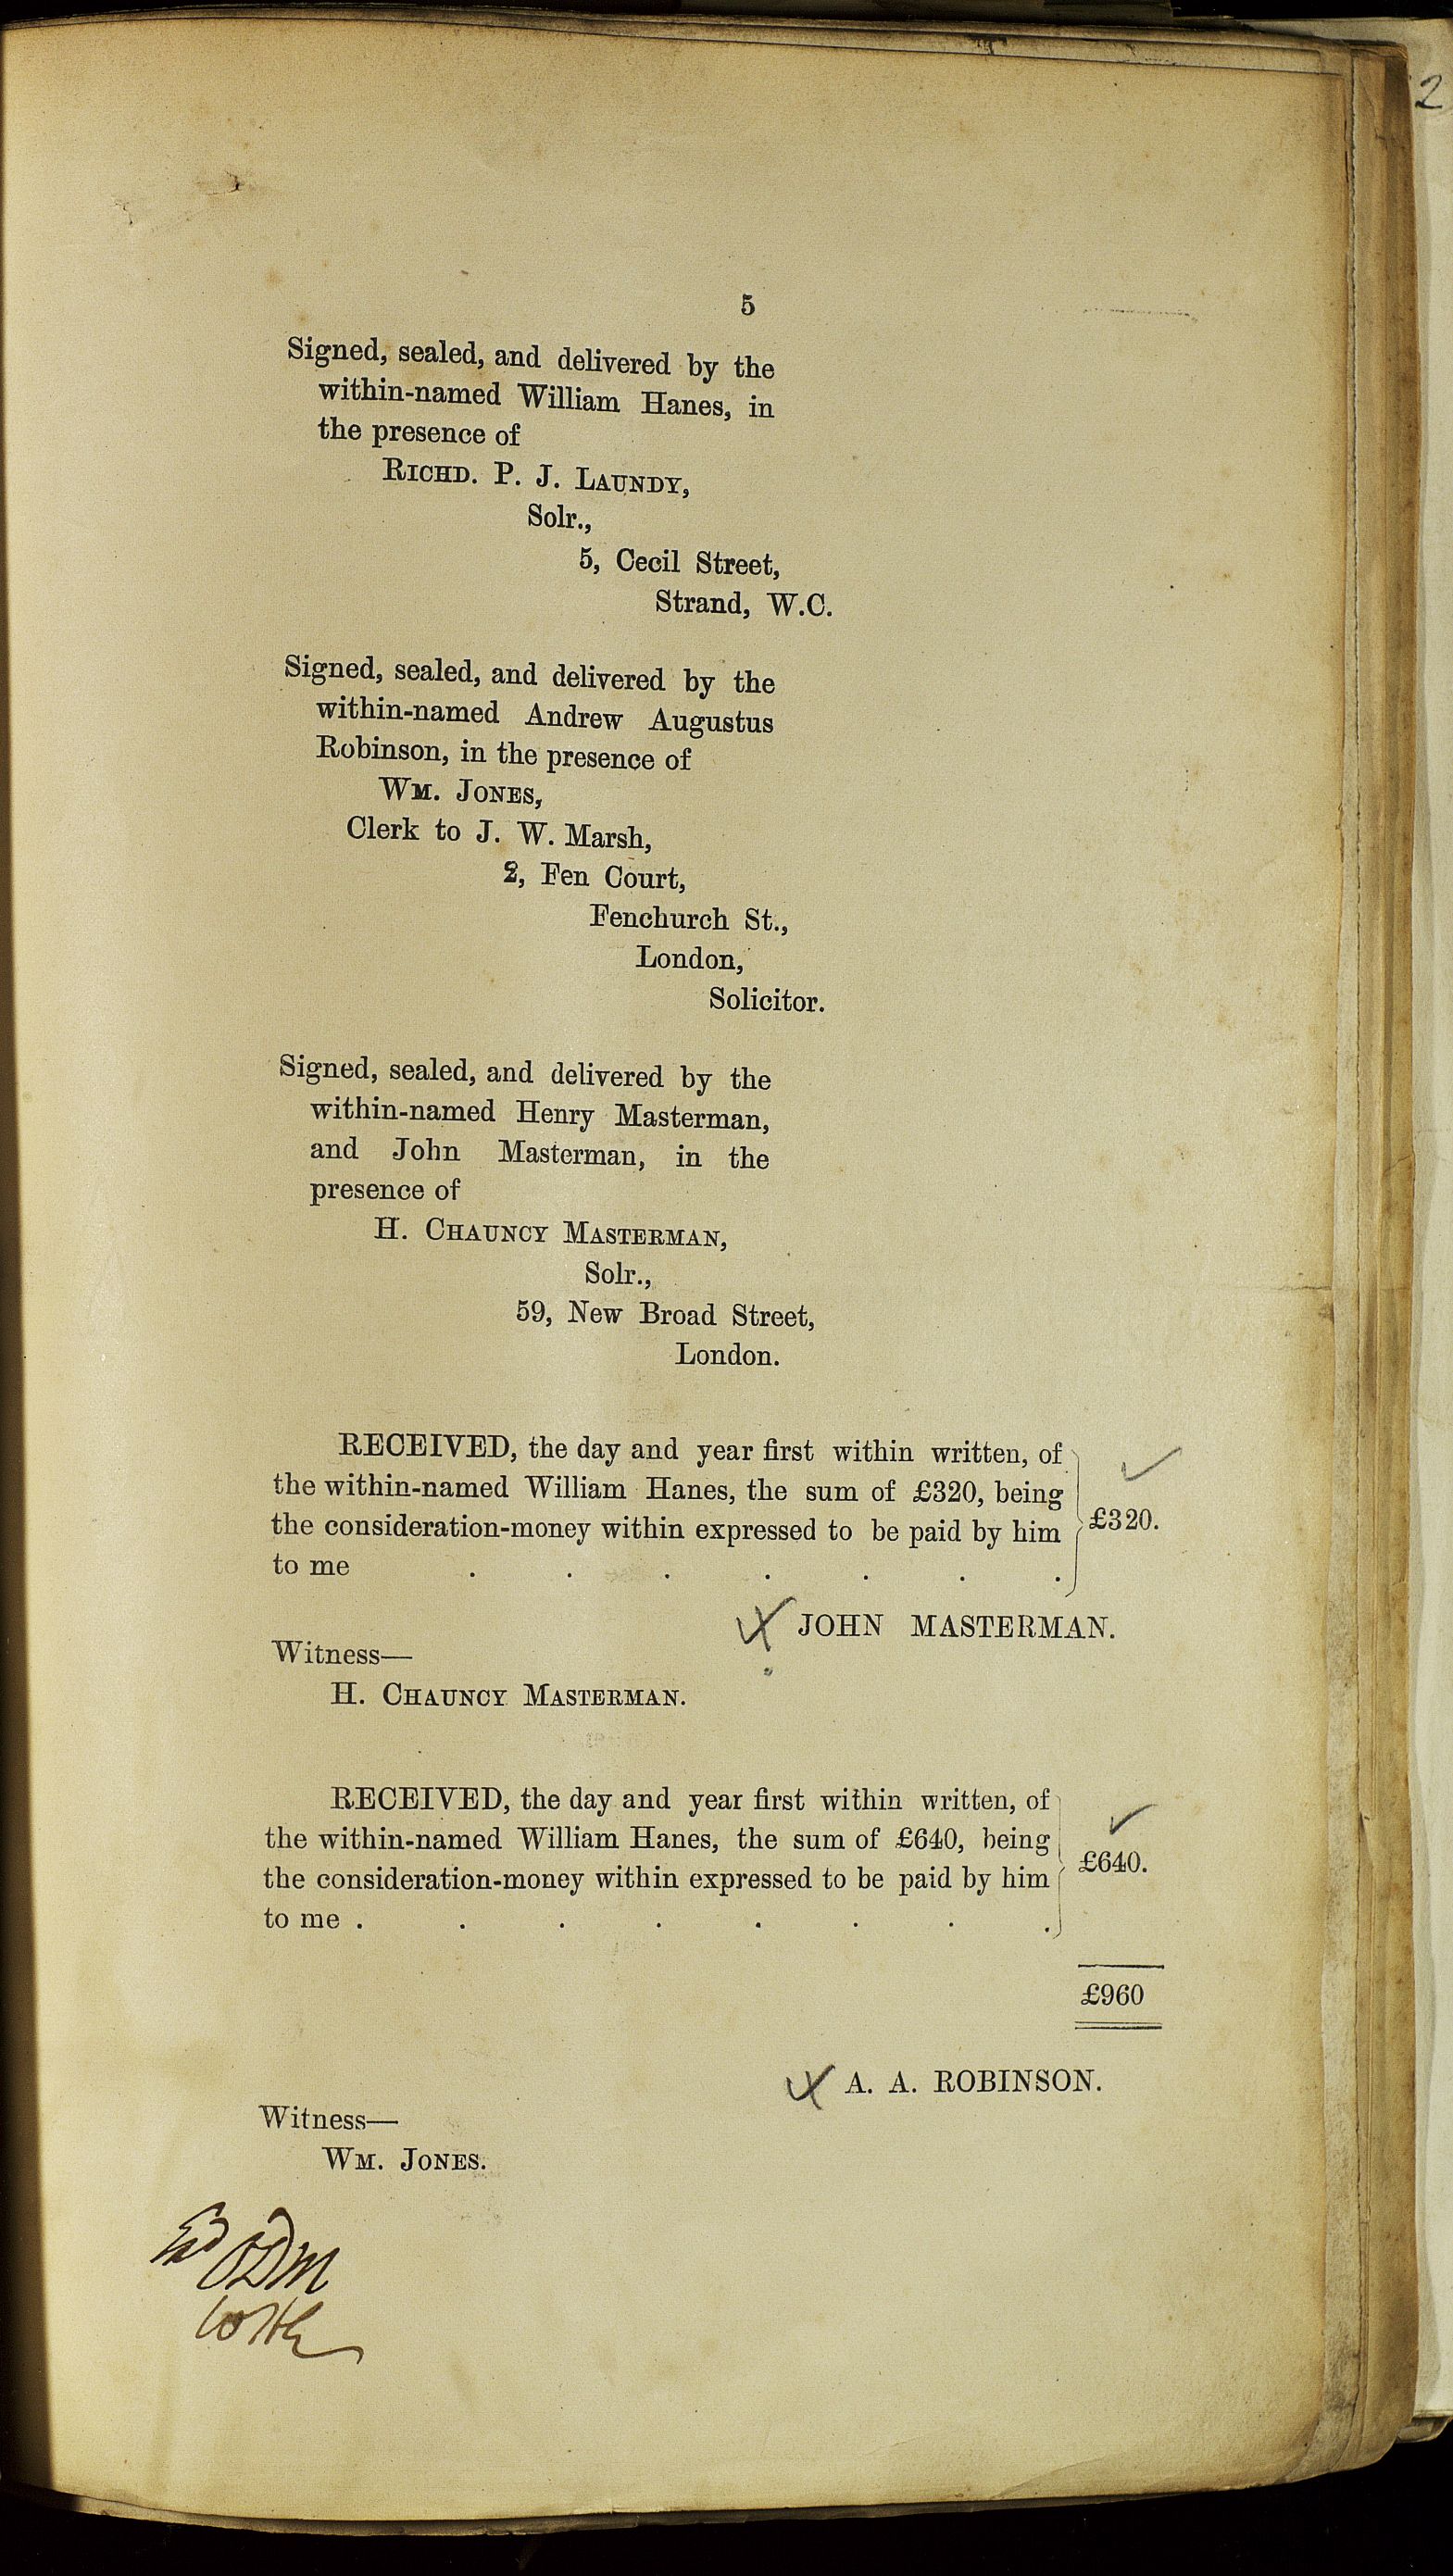 2
5
Signed, sealed, and delivered by the
within-named William Hanes, in
the presence of
RICHD. P. J. LAUNDY,
Solr.,
5, Cecil Street,
Strand, W.C.
Signed, sealed, and delivered by the
within-named Andrew Augustus
Robinson, in the presence of
WM. JONES,
Clerk to J. W. Marsh,
2, Fen Court,
Fenchurch St.,
London,
Solicitor.
Signed, sealed, and delivered by the
within-named Henry Masterman,
and John Masterman, in the
presence of
H. CHAUNCY MASTERMAN,
Solr.,
59, New Broad Street,
London.
RECEIVED, the day and year first within written, of
the within-named William Hanes, the sum of £320, being
the consideration-money within expressed to be paid by him
£320.
to me . . . . . . .
JOHN MASTERMAN.
Witness—
H. CHAUNCY MASTERMAN.
RECEIVED, the day and year first within written, of
the within-named William Hanes, the sum of £640, being
the consideration-money within expressed to be paid by him
£640.
to me . . . . . . . .
£960
A. A. ROBINSON.
Witness—
WM. JONES.